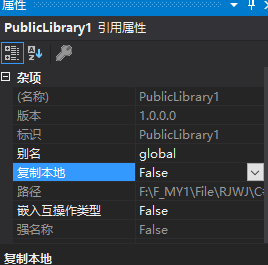 属性
PublicLibrary1 引用属性
杂项
(名称) PublicLibrary1
版本 1.0.0.0
标识 PublicLibrary1
别名 global
复制本地 False
路径 F:\F_MY1\File\RJWJ\C#
嵌入互操作类型 False
强名称 False
复制本地